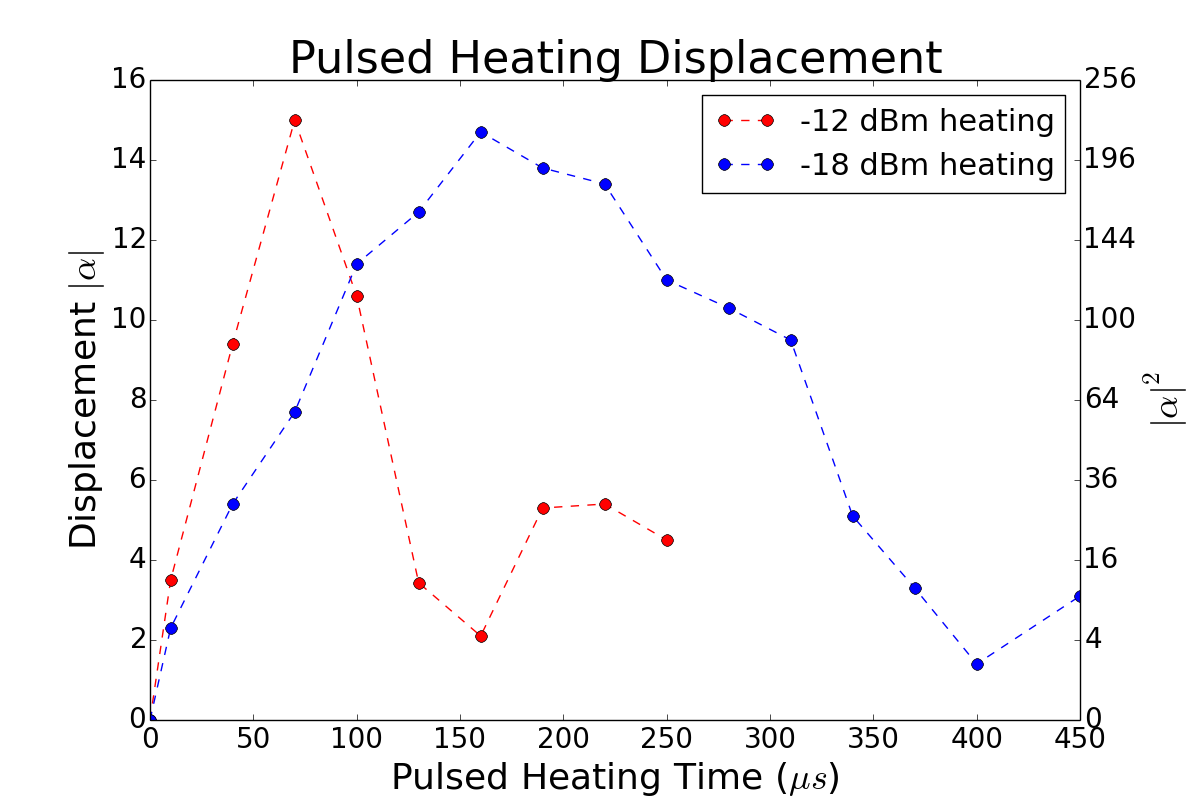 Pulsed Heating Displacement
-12 dBm heating
-18 dBm heating
Displacement |α|
16
14
12
10
8
6
4
2
0
256
196
144
100
64
36
16
4
0
|α|²
0 50 100 150 200 250 300 350 400 450
Pulsed Heating Time (μs)